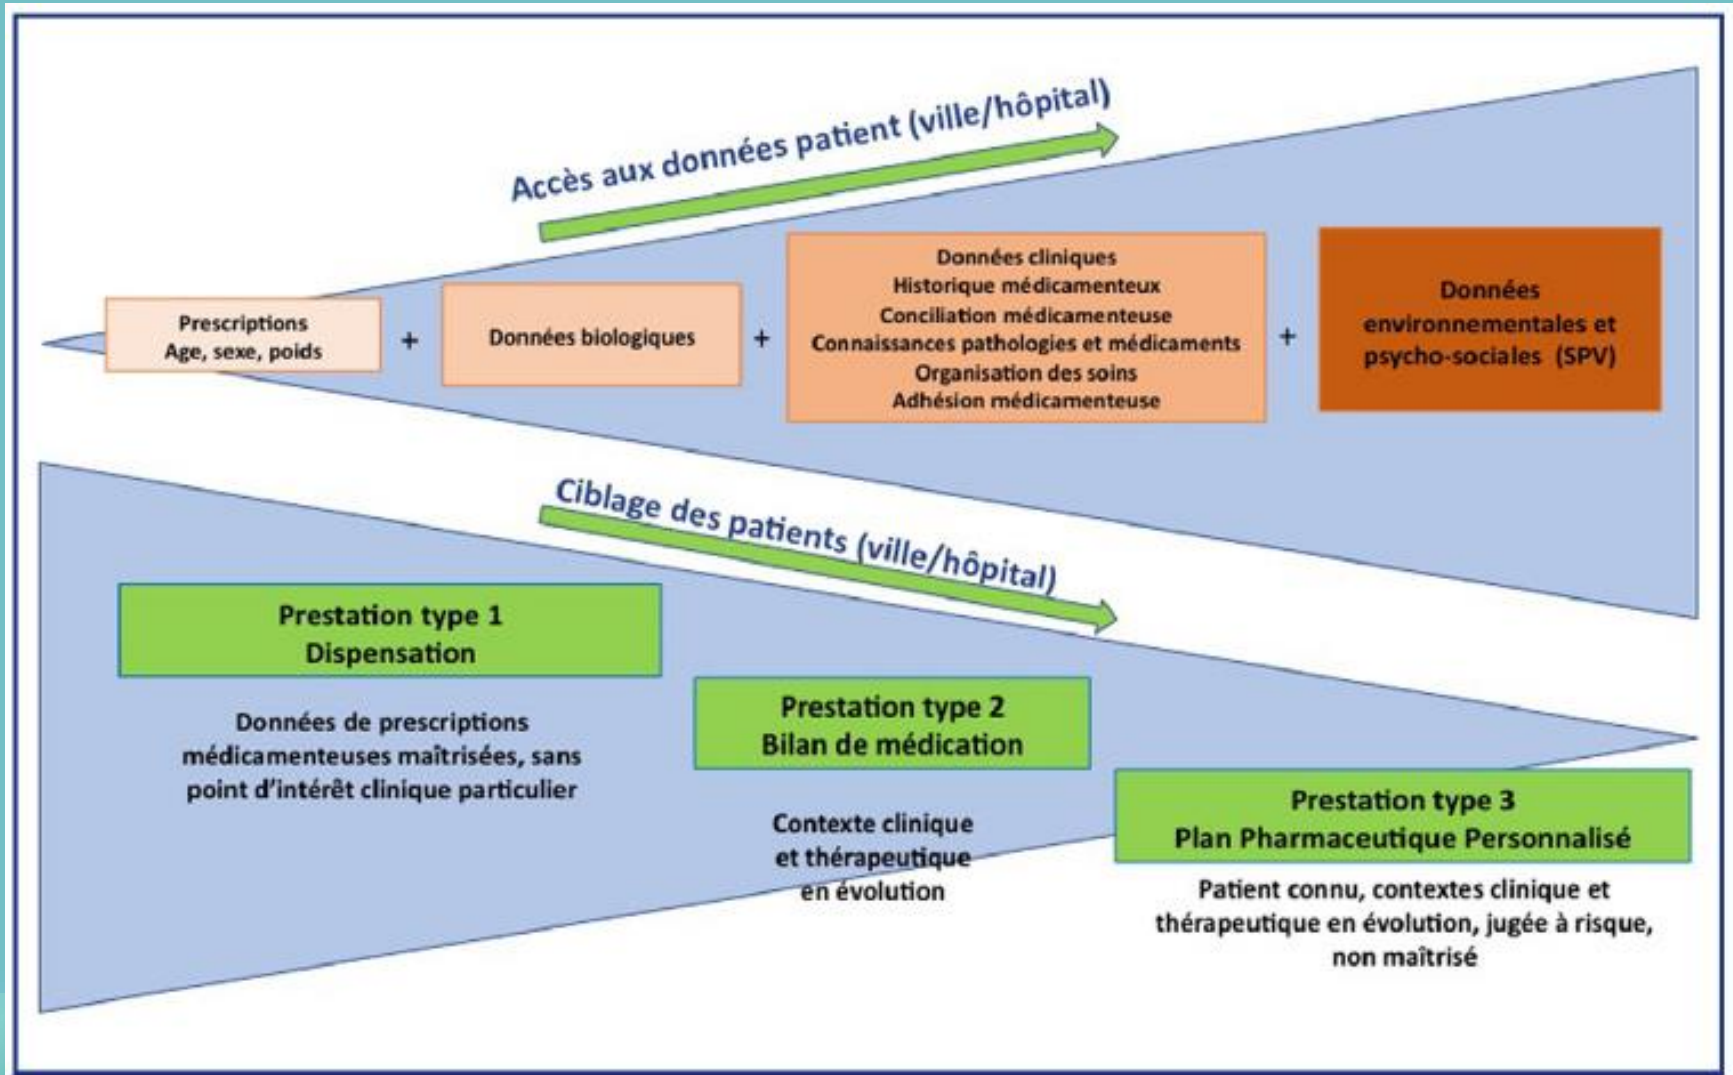 Accès aux données patient (ville/hôpital)
Prescriptions
Age, sexe, poids
+
Données biologiques
+
Données cliniques
Historique médicamenteux
Conciliation médicamenteuse
Connaissances pathologies et médicaments
Organisation des soins
Adhésion médicamenteuse
+
Données
environnementales et
psycho-sociales (SPV)
Ciblage des patients (ville/hôpital)
Prestation type 1
Dispensation
Données de prescriptions
médicamenteuses maîtrisées, sans
point d'intérêt clinique particulier
Prestation type 2
Bilan de médication
Contexte clinique
et thérapeutique
en évolution
Prestation type 3
Plan Pharmaceutique Personnalisé
Patient connu, contextes clinique et
thérapeutique en évolution, jugée à risque,
non maîtrisé